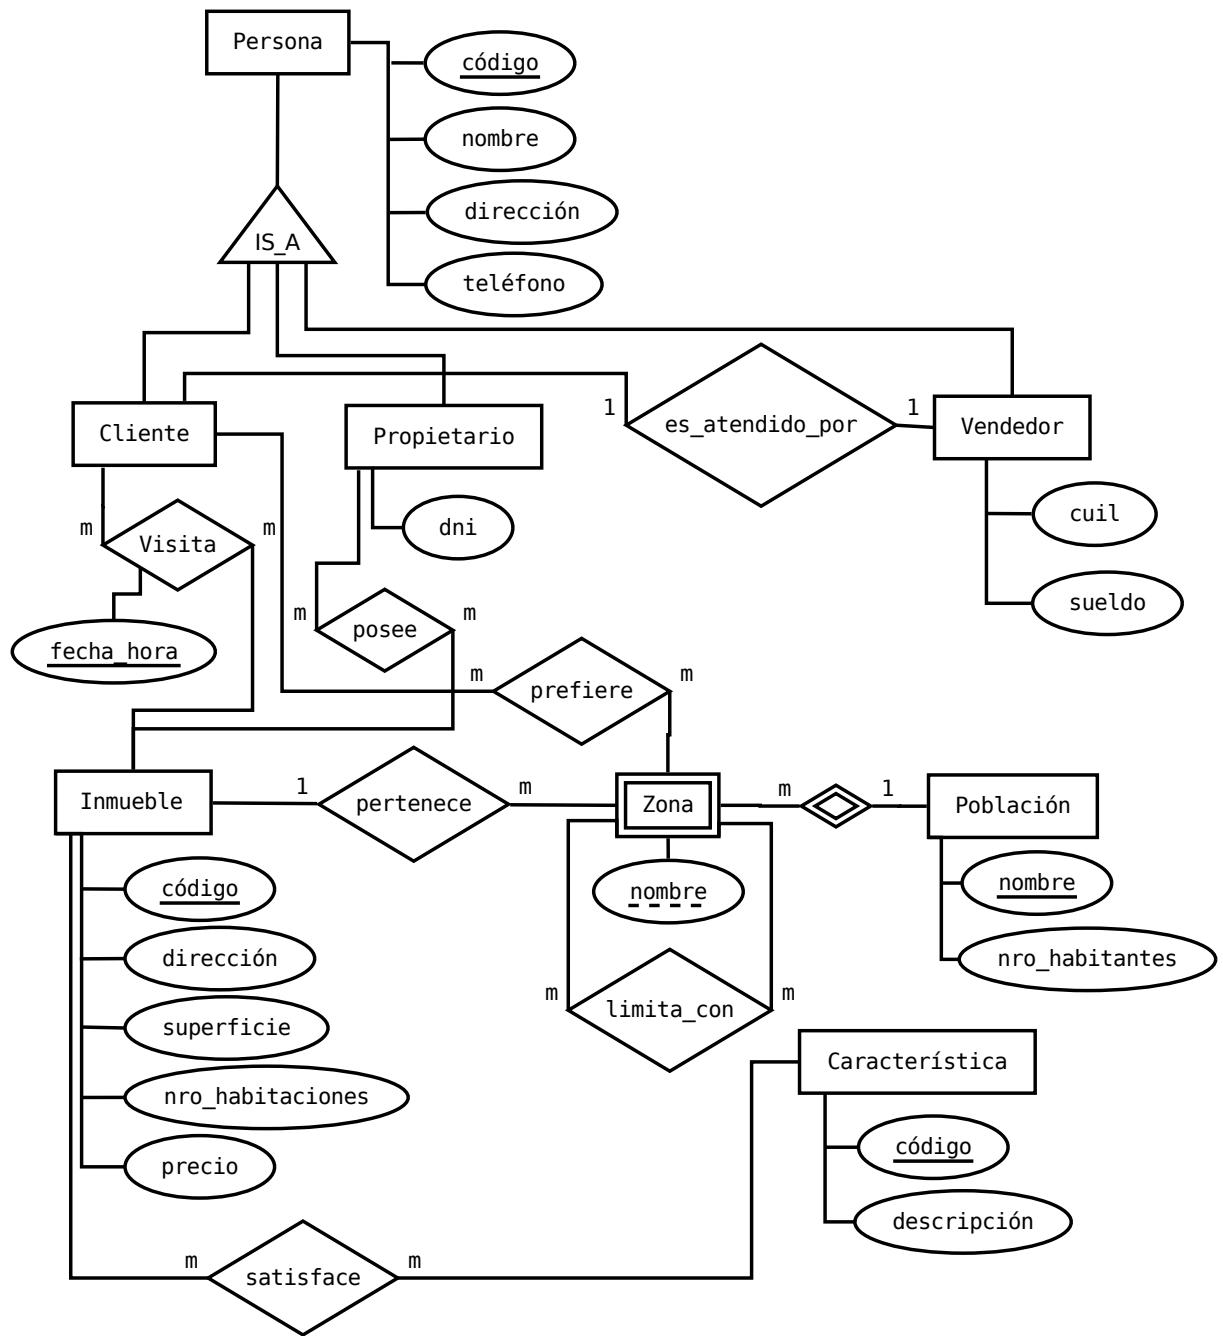 Persona
código
nombre
dirección
IS_A
teléfono
1
es_atendido_por
1
Cliente
Propietario
Vendedor
m
Visita
m
dni
cuil
fecha_hora
m
posee
m
sueldo
m
prefiere
m
Inmueble
1
pertenece
m
Zona
m
1
Población
código
nombre
nombre
dirección
nro_habitantes
superficie
m
limita_con
m
Característica
nro_habitaciones
código
precio
descripción
m
satisface
m